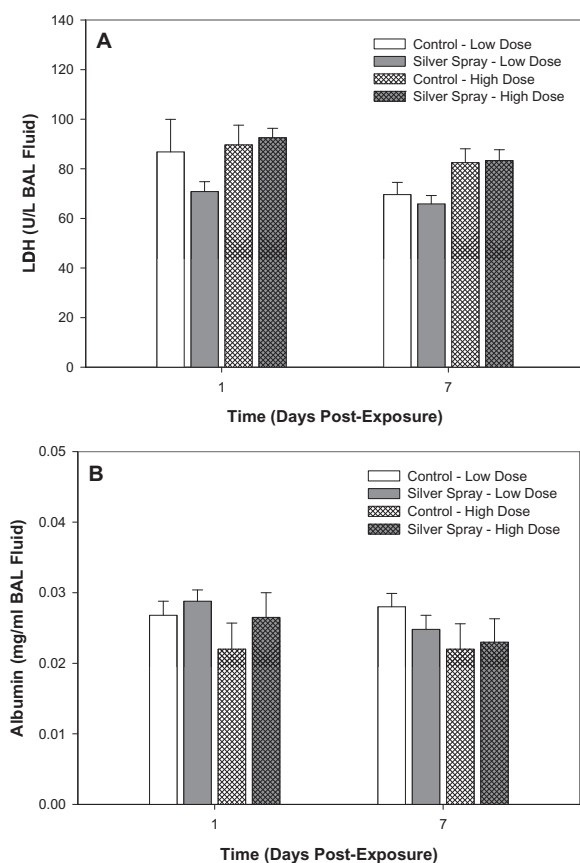 A
Control - Low Dose
Silver Spray - Low Dose
Control - High Dose
Silver Spray - High Dose
LDH (U/L BAL Fluid)
140
120
100
80
60
40
20
0
1 7
Time (Days Post-Exposure)
B
Control - Low Dose
Silver Spray - Low Dose
Control - High Dose
Silver Spray - High Dose
Albumin (mg/ml BAL Fluid)
0.05
0.04
0.03
0.02
0.01
0.00
1 7
Time (Days Post-Exposure)